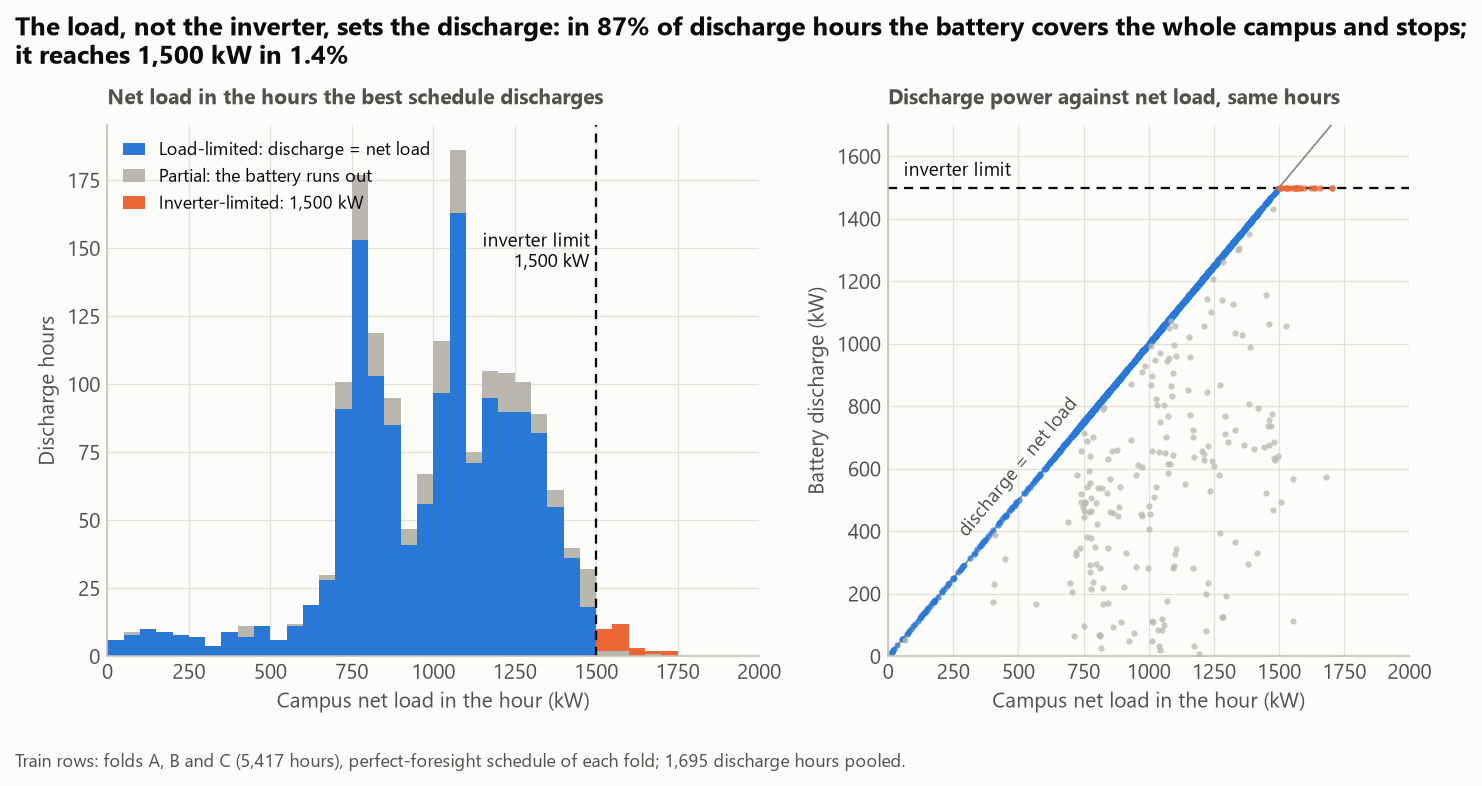 The load, not the inverter, sets the discharge: in 87% of discharge hours the battery covers the whole campus and stops;
it reaches 1,500 kW in 1.4%
Net load in the hours the best schedule discharges
Load-limited: discharge = net load
Partial: the battery runs out
Inverter-limited: 1,500 kW
inverter limit
1,500 kW
Discharge hours
175
150
125
100
75
50
25
0
0 250 500 750 1000 1250 1500 1750 2000
Campus net load in the hour (kW)
Discharge power against net load, same hours
inverter limit
discharge = net load
Battery discharge (kW)
1600
1400
1200
1000
800
600
400
200
0
0 250 500 750 1000 1250 1500 1750 2000
Campus net load in the hour (kW)
Train rows: folds A, B and C (5,417 hours), perfect-foresight schedule of each fold; 1,695 discharge hours pooled.